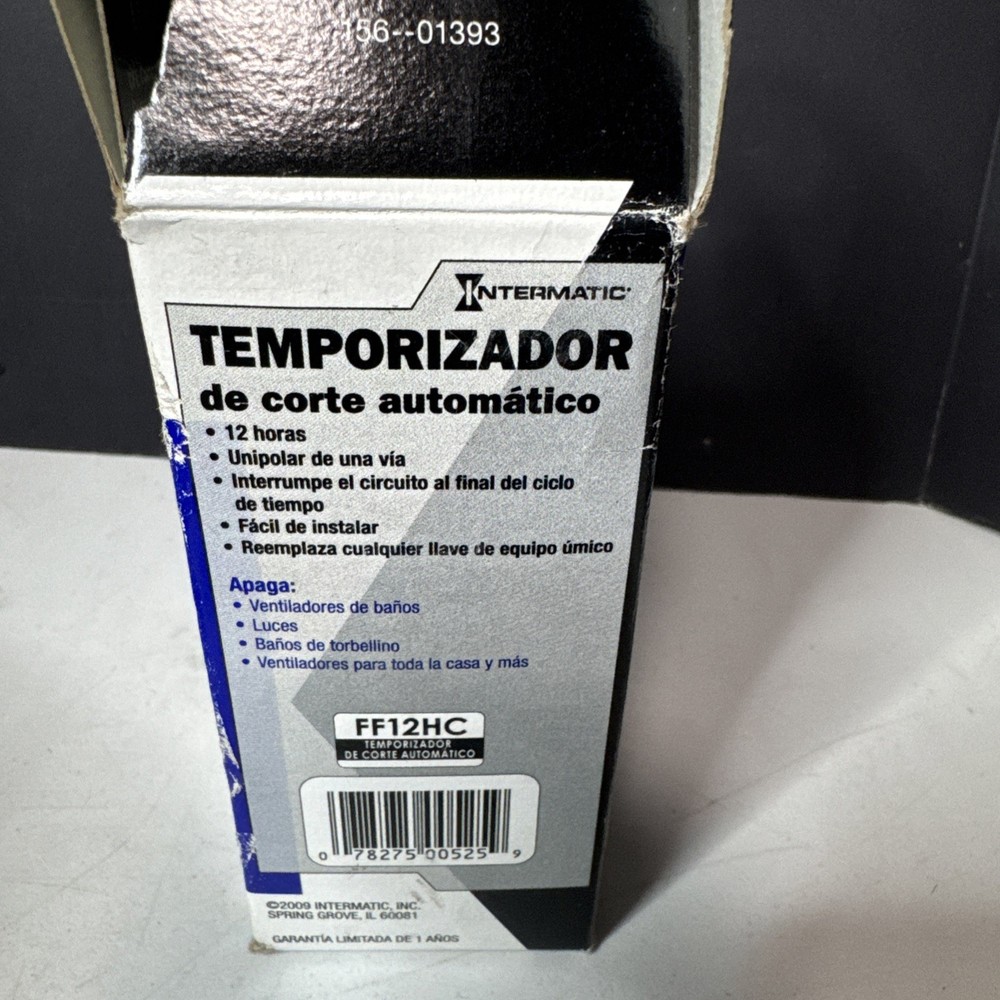 156--01393
INTERMATIC
TEMPORIZADOR
de corte automático
• 12 horas
• Unipolar de una vía
• Interrumpe el circuito al final del ciclo
de tiempo
• Fácil de instalar
• Reemplaza cualquier llave de equipo úmico
Apaga:
• Ventiladores de baños
• Luces
• Baños de torbellino
• Ventiladores para toda la casa y más
FF12HC
TEMPORIZADOR
DE CORTE AUTOMÁTICO
0 78275 00525 9
©2009 INTERMATIC, INC.
SPRING GROVE, IL 60081
GARANTÍA LIMITADA DE 1 AÑOS